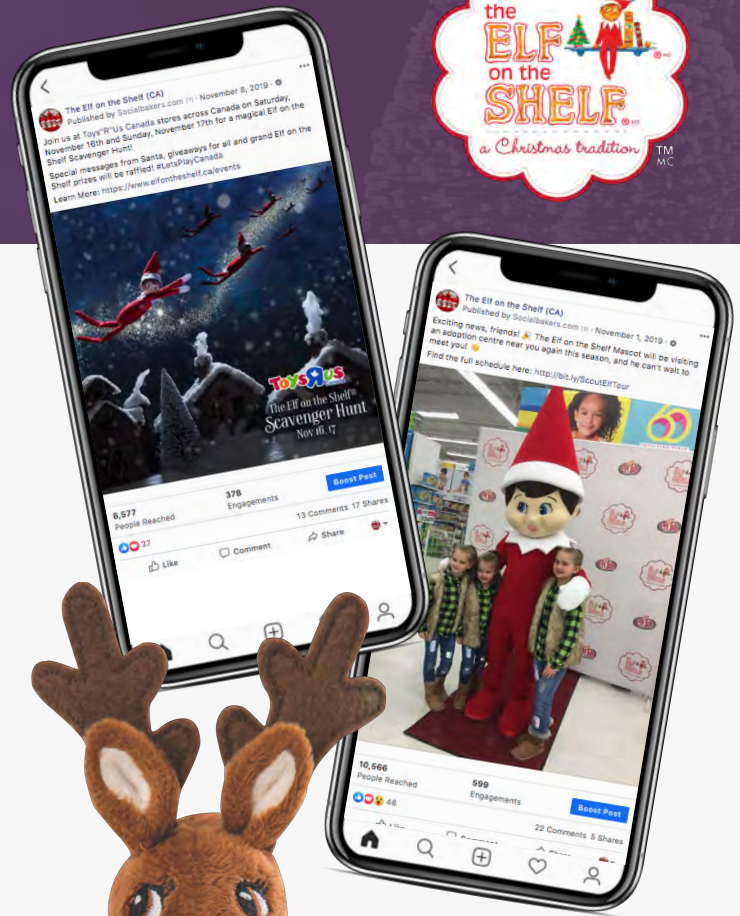 the
ELF
on the
SHELF
a Christmas tradition
TM
MC
The Elf on the Shelf (CA)
Published by Socialbakers.com [?] · November 8, 2019 ·
Join us at Toys"R"Us Canada stores across Canada on Saturday,
November 16th and Sunday, November 17th for a magical Elf on the
Shelf Scavenger Hunt!
Special messages from Santa, giveaways for all and grand Elf on the
Shelf prizes will be raffled! #LetsPlayCanada
Learn More: https://www.elfontheshelf.ca/events
ToysRUs
The Elf on the Shelf®
Scavenger Hunt
Nov 16, 17
8,577
People Reached
378
Engagements
Boost Post
37
13 Comments 17 Shares
Like
Comment
Share
The Elf on the Shelf (CA)
Published by Socialbakers.com [?] · November 1, 2019 ·
Exciting news, friends! 🎉 The Elf on the Shelf Mascot will be visiting
an adoption centre near you again this season, and he can't wait to
meet you! 👋
Find the full schedule here: http://bit.ly/ScoutElfTour
10,566
People Reached
599
Engagements
Boost Post
46
22 Comments 5 Shares